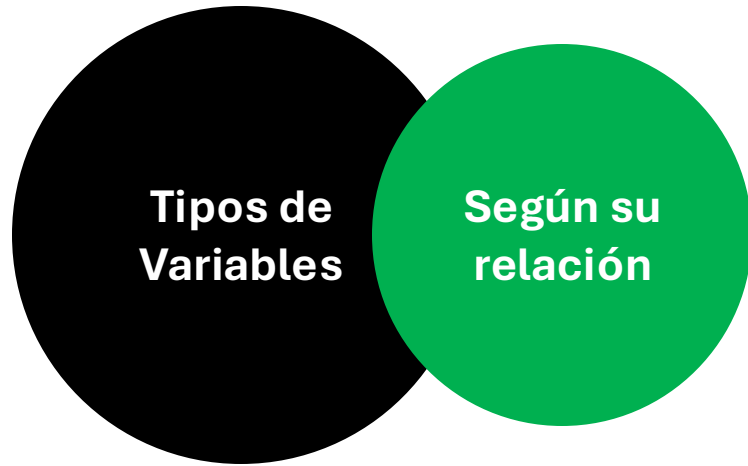 Tipos de
Variables
Según su
relación